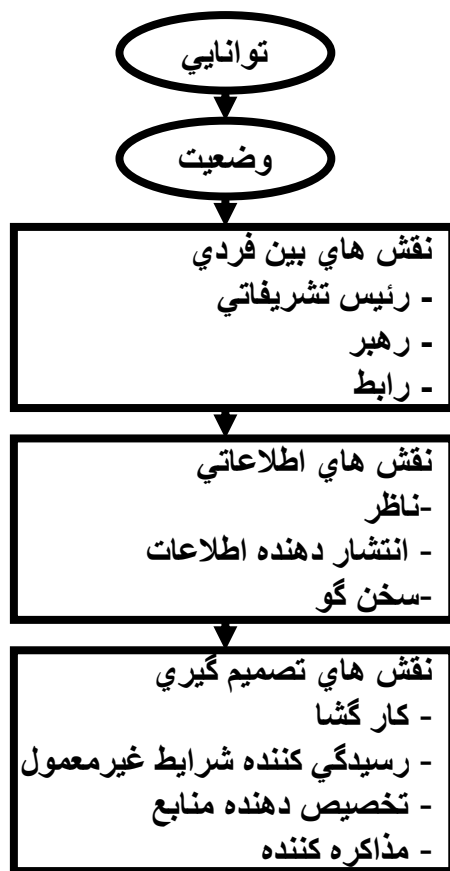 توانايي
وضعيت
نقش هاي بين فردي
- رئيس تشريفاتي
- رهبر
- رابط
نقش هاي اطلاعاتي
-ناظر
- انتشار دهنده اطلاعات
-سخن گو
نقش هاي تصميم گيري
- كار گشا
- رسيدگي كننده شرايط غيرمعمول
- تخصيص دهنده منابع
- مذاكره كننده